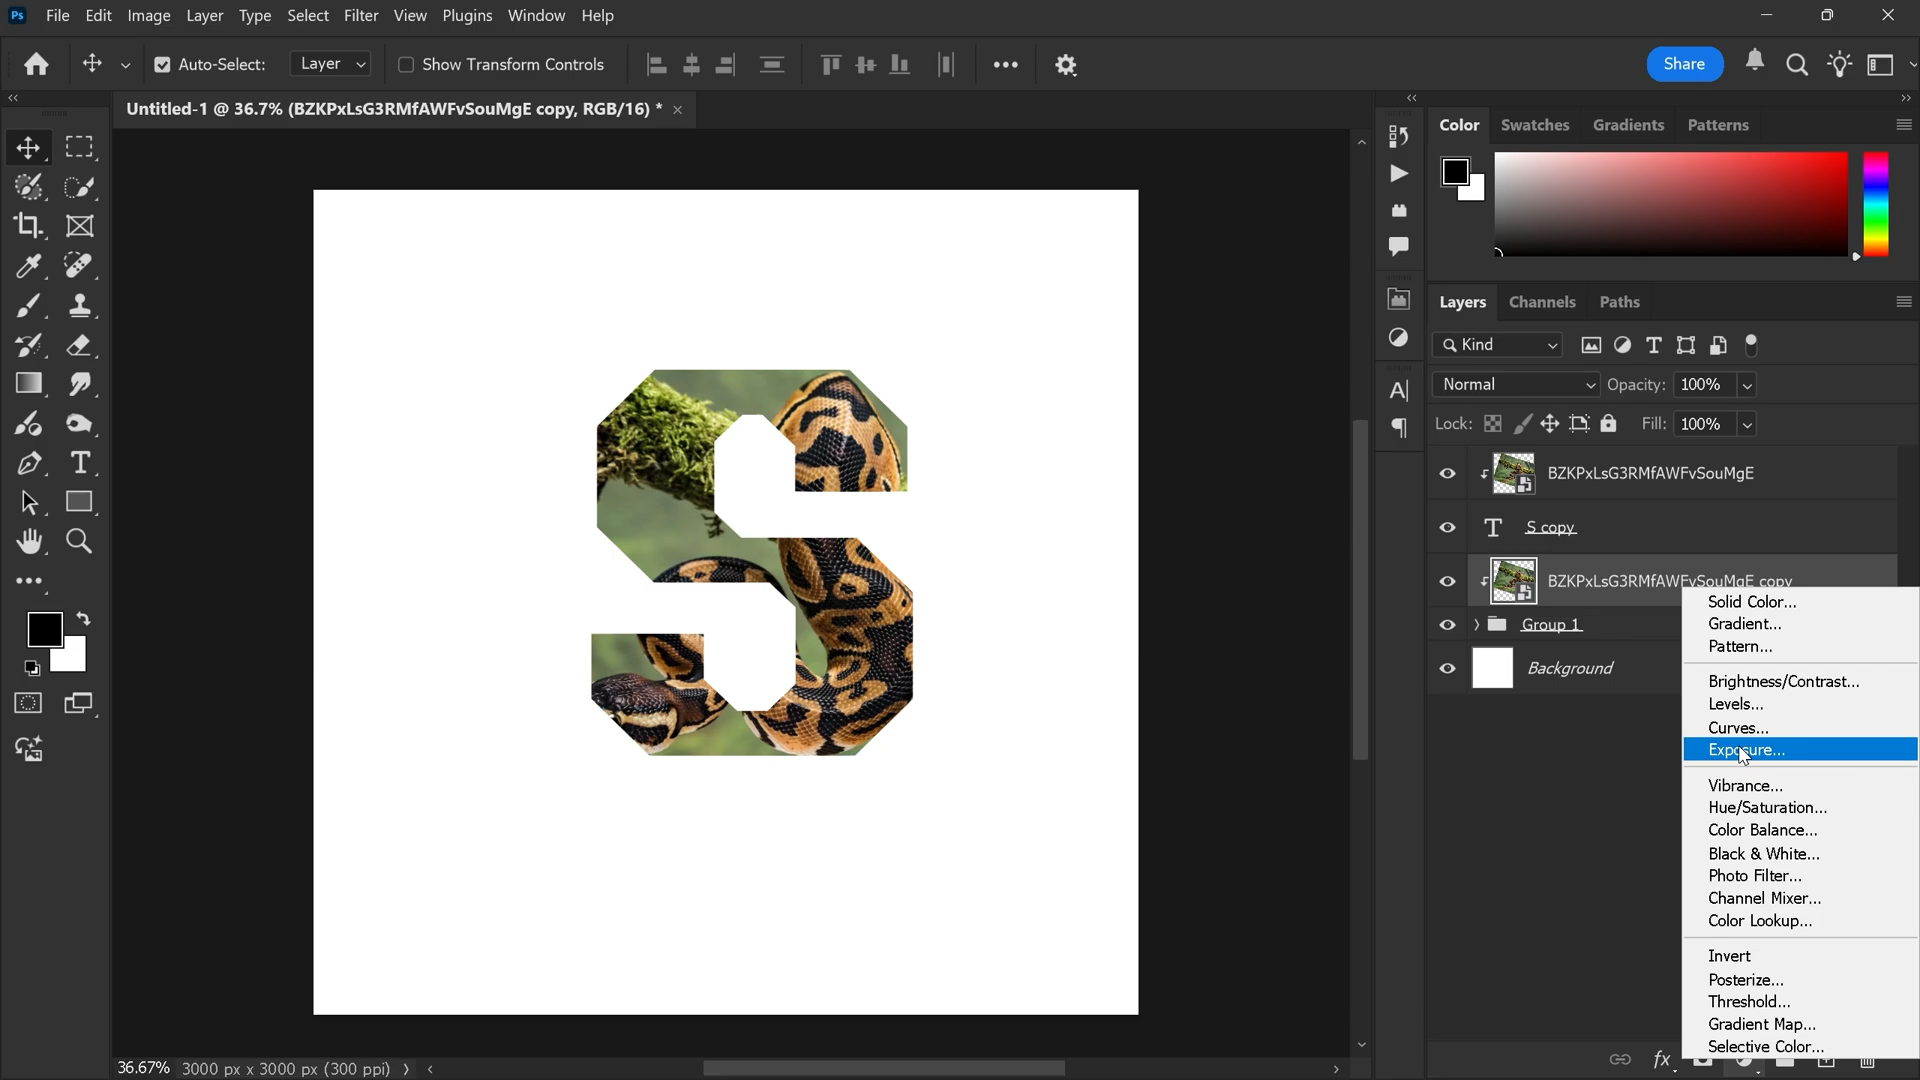 Ps File Edit Image Layer Type Select Filter View Plugins Window Help
Auto-Select: Layer Show Transform Controls Share
Untitled-1 @ 36.7% (BZKPxLsG3RMfAWFvSouMgE copy, RGB/16) *
Color Swatches Gradients Patterns
Layers Channels Paths
Kind
Normal Opacity: 100%
Lock: Fill: 100%
BZKPxLsG3RMfAWFvSouMgE
S copy
BZKPxLsG3RMfAWFvSouMgE copy
Group 1
Background
Solid Color...
Gradient...
Pattern...
Brightness/Contrast...
Levels...
Curves...
Exposure...
Vibrance...
Hue/Saturation...
Color Balance...
Black & White...
Photo Filter...
Channel Mixer...
Color Lookup...
Invert
Posterize...
Threshold...
Gradient Map...
Selective Color...
S
36.67% 3000 px x 3000 px (300 ppi)
fx